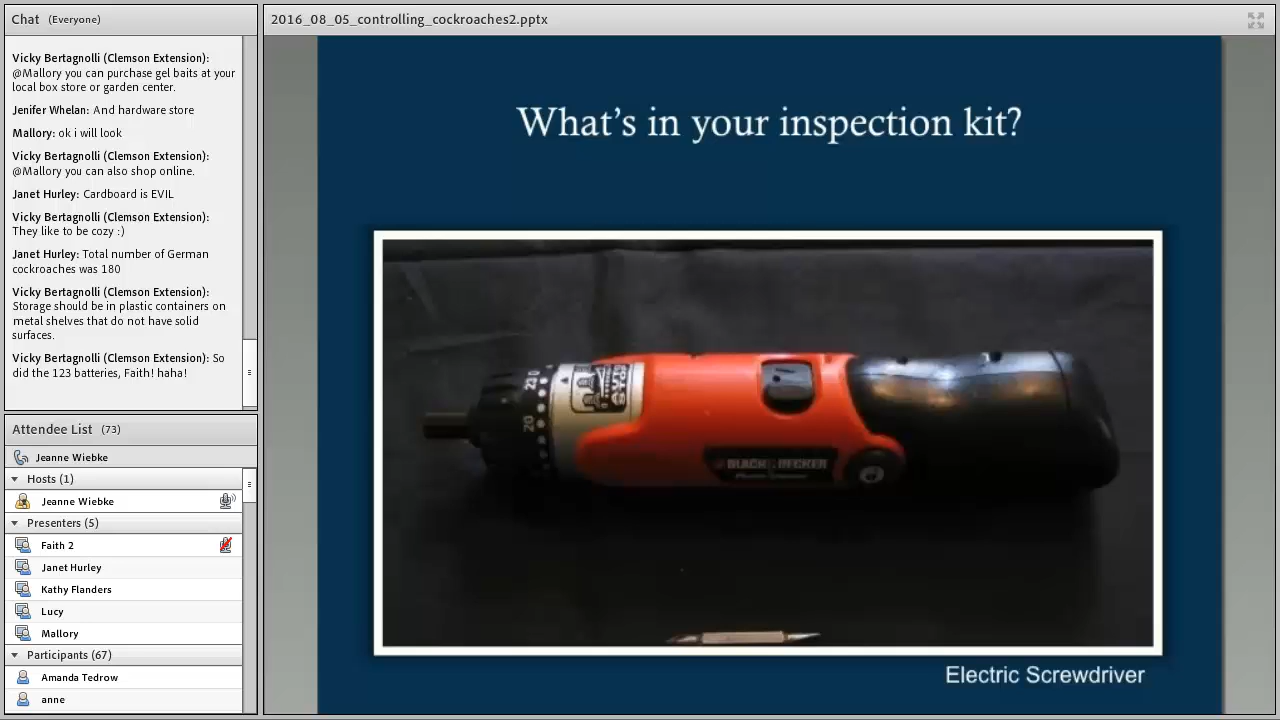 Chat (Everyone)
Vicky Bertagnolli (Clemson Extension):
@Mallory you can purchase gel baits at your
local box store or garden center.
Jenifer Whelan: And hardware store
Mallory: ok i will look
Vicky Bertagnolli (Clemson Extension):
@Mallory you can also shop online.
Janet Hurley: Cardboard is EVIL
Vicky Bertagnolli (Clemson Extension):
They like to be cozy :)
Janet Hurley: Total number of German
cockroaches was 180
Vicky Bertagnolli (Clemson Extension):
Storage should be in plastic containers on
metal shelves that do not have solid
surfaces.
Vicky Bertagnolli (Clemson Extension): So
did the 123 batteries, Faith! haha!
Attendee List (73)
Jeanne Wiebke
Hosts (1)
Jeanne Wiebke
Presenters (5)
Faith 2
Janet Hurley
Kathy Flanders
Lucy
Mallory
Participants (67)
Amanda Tedrow
anne
2016_08_05_controlling_cockroaches2.pptx
What's in your inspection kit?
20
BLACK & DECKER
Electric Screwdriver